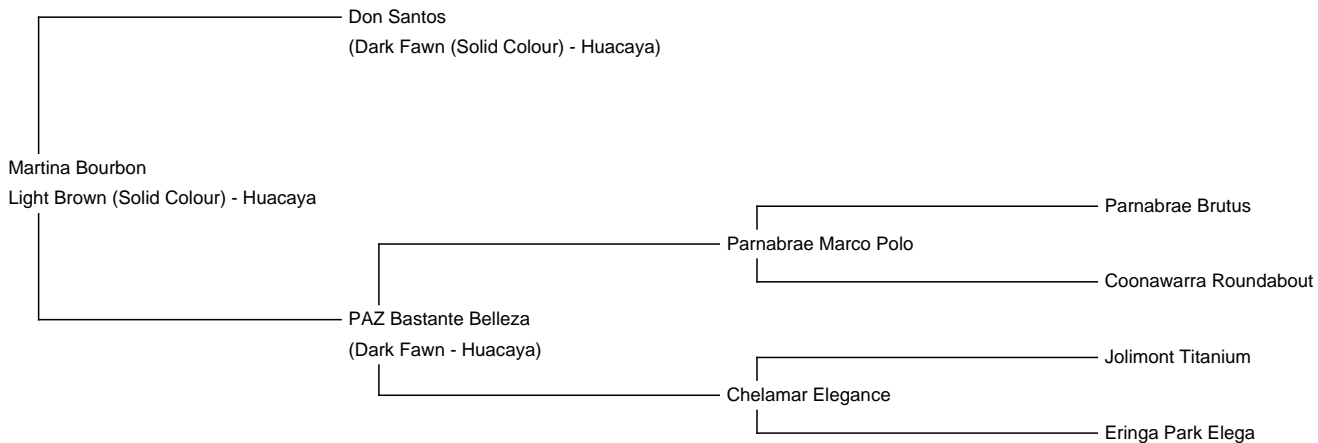 Don Santos
(Dark Fawn (Solid Colour) - Huacaya)
Martina Bourbon
Light Brown (Solid Colour) - Huacaya
Parnabrae Brutus
Parnabrae Marco Polo
Coonawarra Roundabout
PAZ Bastante Belleza
(Dark Fawn - Huacaya)
Jolimont Titanium
Chelamar Elegance
Eringa Park Elega